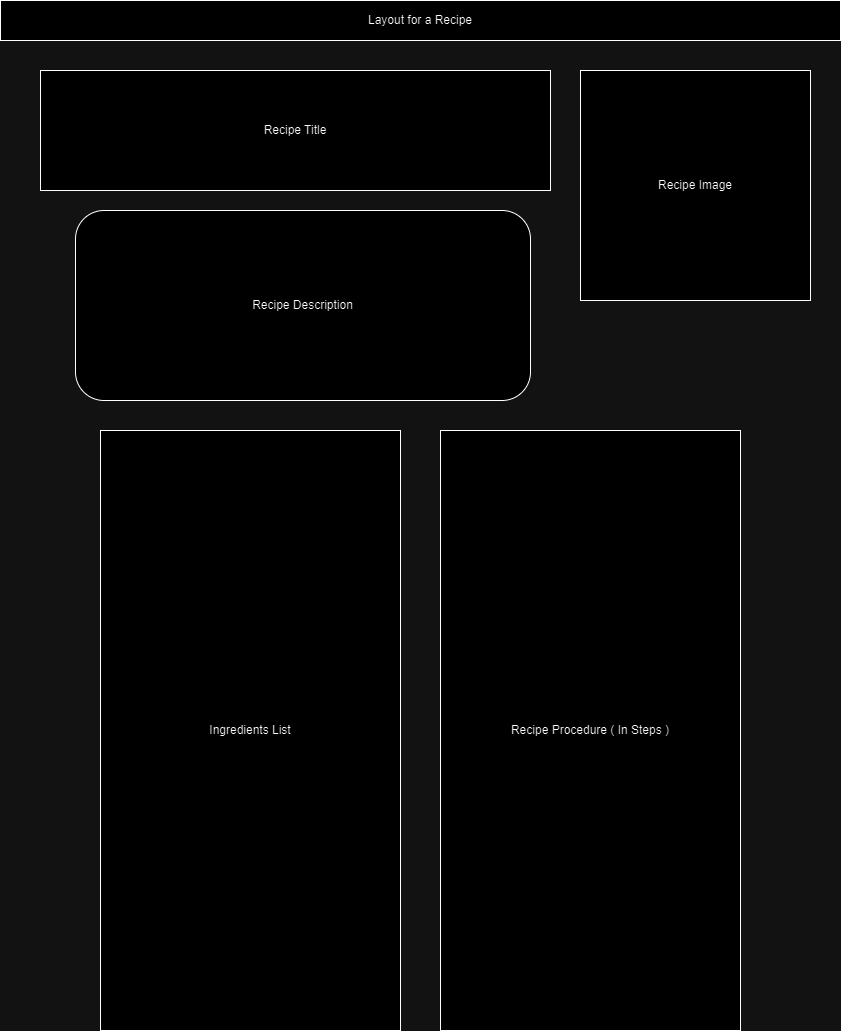 Layout for a Recipe
Recipe Title
Recipe Image
Recipe Description
Ingredients List
Recipe Procedure ( In Steps )